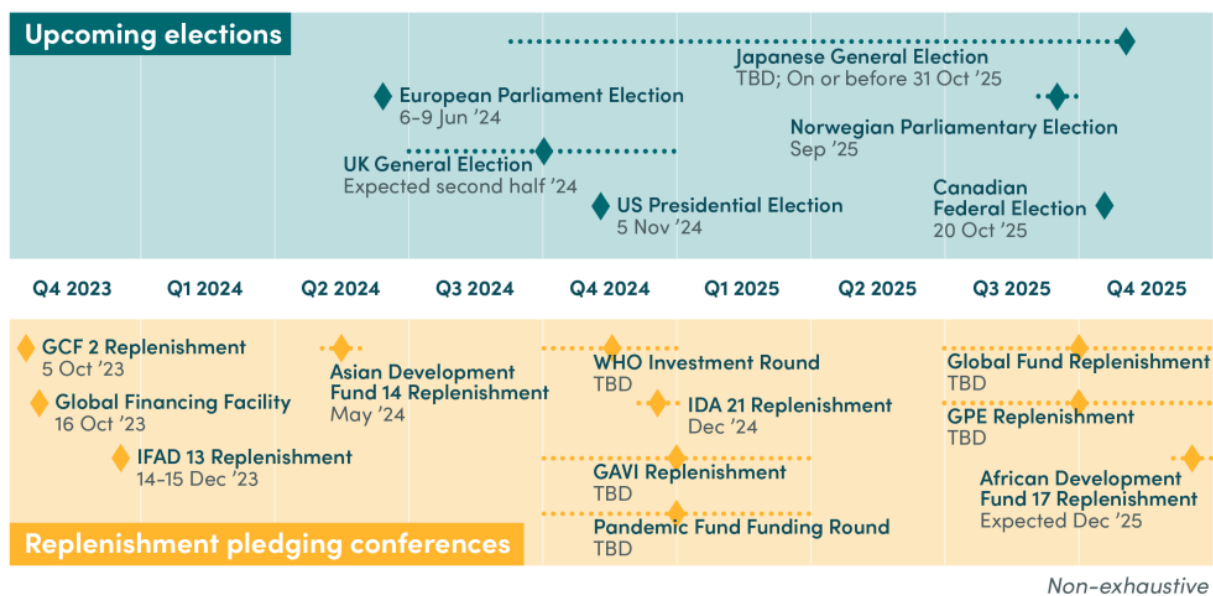 Upcoming elections
Japanese General Election
TBD; On or before 31 Oct ’25
European Parliament Election
6-9 Jun ’24
Norwegian Parliamentary Election
Sep ’25
UK General Election
Expected second half ’24
US Presidential Election
5 Nov ’24
Canadian
Federal Election
20 Oct ’25
Q4 2023
Q1 2024
Q2 2024
Q3 2024
Q4 2024
Q1 2025
Q2 2025
Q3 2025
Q4 2025
GCF 2 Replenishment
5 Oct ’23
Global Financing Facility
16 Oct ’23
IFAD 13 Replenishment
14-15 Dec ’23
Asian Development
Fund 14 Replenishment
May ’24
WHO Investment Round
TBD
IDA 21 Replenishment
Dec ’24
GAVI Replenishment
TBD
Pandemic Fund Funding Round
TBD
Global Fund Replenishment
TBD
GPE Replenishment
TBD
African Development
Fund 17 Replenishment
Expected Dec ’25
Replenishment pledging conferences
Non-exhaustive